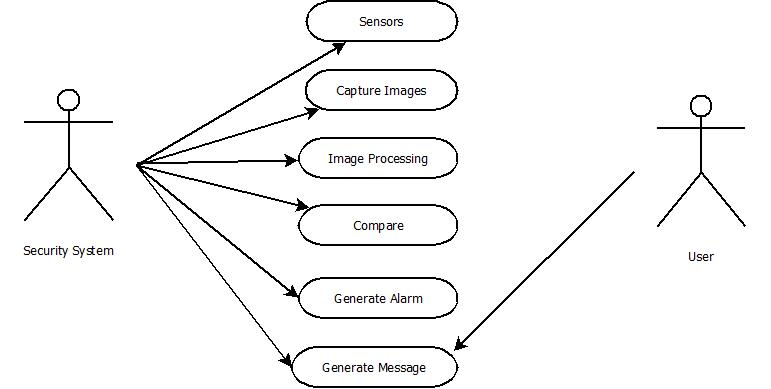 Sensors
Capture Images
Image Processing
Compare
Generate Alarm
Generate Message
Security System
User